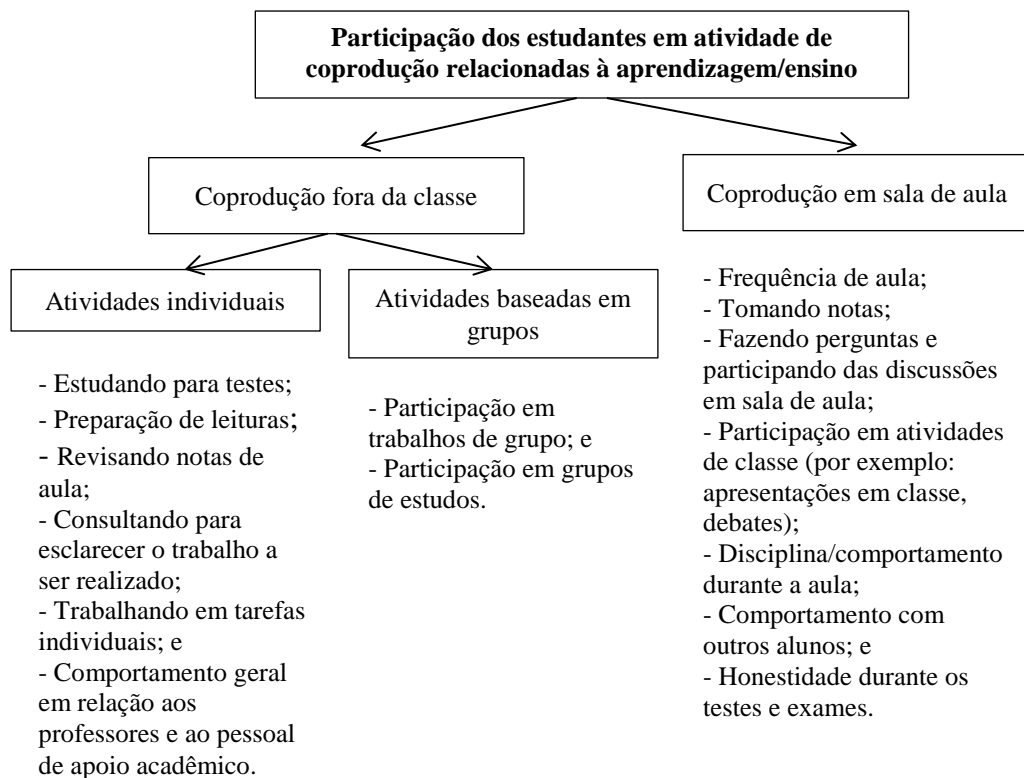 Participação dos estudantes em atividade de
coprodução relacionadas à aprendizagem/ensino
Coprodução fora da classe
Coprodução em sala de aula
Atividades individuais
Atividades baseadas em
grupos
- Estudando para testes;
- Preparação de leituras;
- Revisando notas de
aula;
- Consultando para
esclarecer o trabalho a
ser realizado;
- Trabalhando em tarefas
individuais; e
- Comportamento geral
em relação aos
professores e ao pessoal
de apoio acadêmico.
- Participação em
trabalhos de grupo; e
- Participação em grupos
de estudos.
- Frequência de aula;
- Tomando notas;
- Fazendo perguntas e
participando das discussões
em sala de aula;
- Participação em atividades
de classe (por exemplo:
apresentações em classe,
debates);
- Disciplina/comportamento
durante a aula;
- Comportamento com
outros alunos; e
- Honestidade durante os
testes e exames.